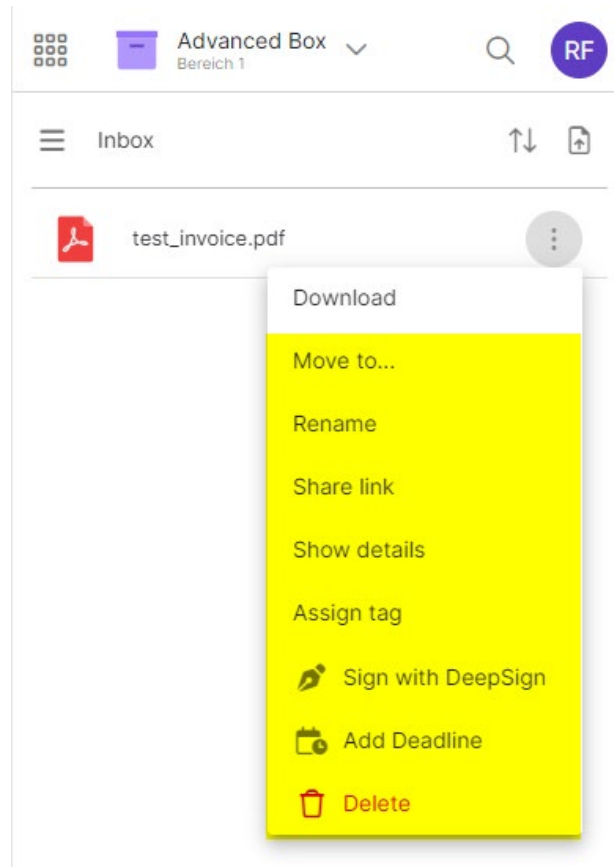 Advanced Box
Bereich 1
RF
Inbox
test_invoice.pdf
Download
Move to...
Rename
Share link
Show details
Assign tag
Sign with DeepSign
Add Deadline
Delete